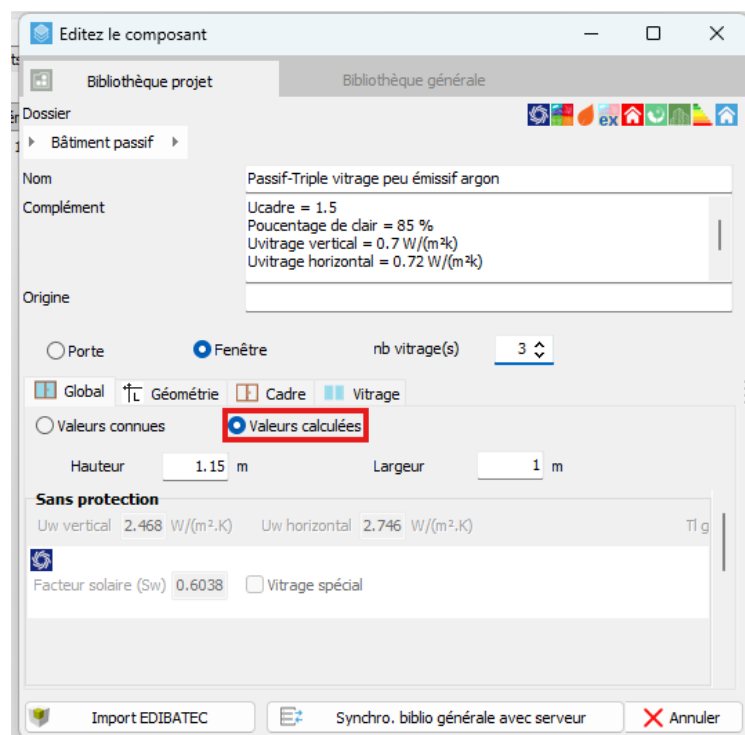 Editez le composant
Bibliothèque projet
Bibliothèque générale
Dossier
ex
Bâtiment passif
Nom
Passif-Triple vitrage peu émissif argon
Complément
Ucadre = 1.5
Poucentage de clair = 85 %
Uvitrage vertical = 0.7 W/(m²k)
Uvitrage horizontal = 0.72 W/(m²k)
Origine
Porte
Fenêtre
nb vitrage(s)
3
Global
Géométrie
Cadre
Vitrage
Valeurs connues
Valeurs calculées
Hauteur
1.15 m
Largeur
1 m
Sans protection
Uw vertical 2.468 W/(m².K)
Uw horizontal 2.746 W/(m².K)
Tl g
Facteur solaire (Sw) 0.6038
Vitrage spécial
Import EDIBATEC
Synchro. biblio générale avec serveur
Annuler